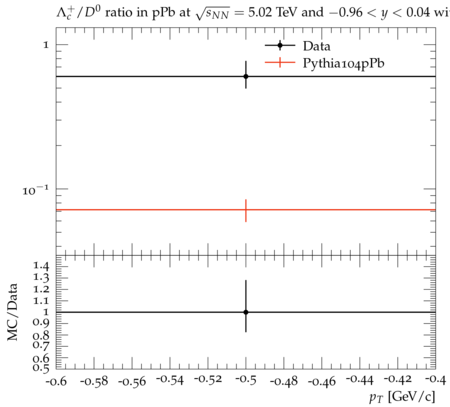 Λc+/D0 ratio in pPb at √sNN = 5.02 TeV and −0.96 < y < 0.04 wi
Data
Pythia104pPb
1
10−1
MC/Data
1.4
1.3
1.2
1.1
1
0.9
0.8
0.7
0.6
0.5
-0.6 -0.58 -0.56 -0.54 -0.52 -0.5 -0.48 -0.46 -0.44 -0.42 -0.4
pT [GeV/c]